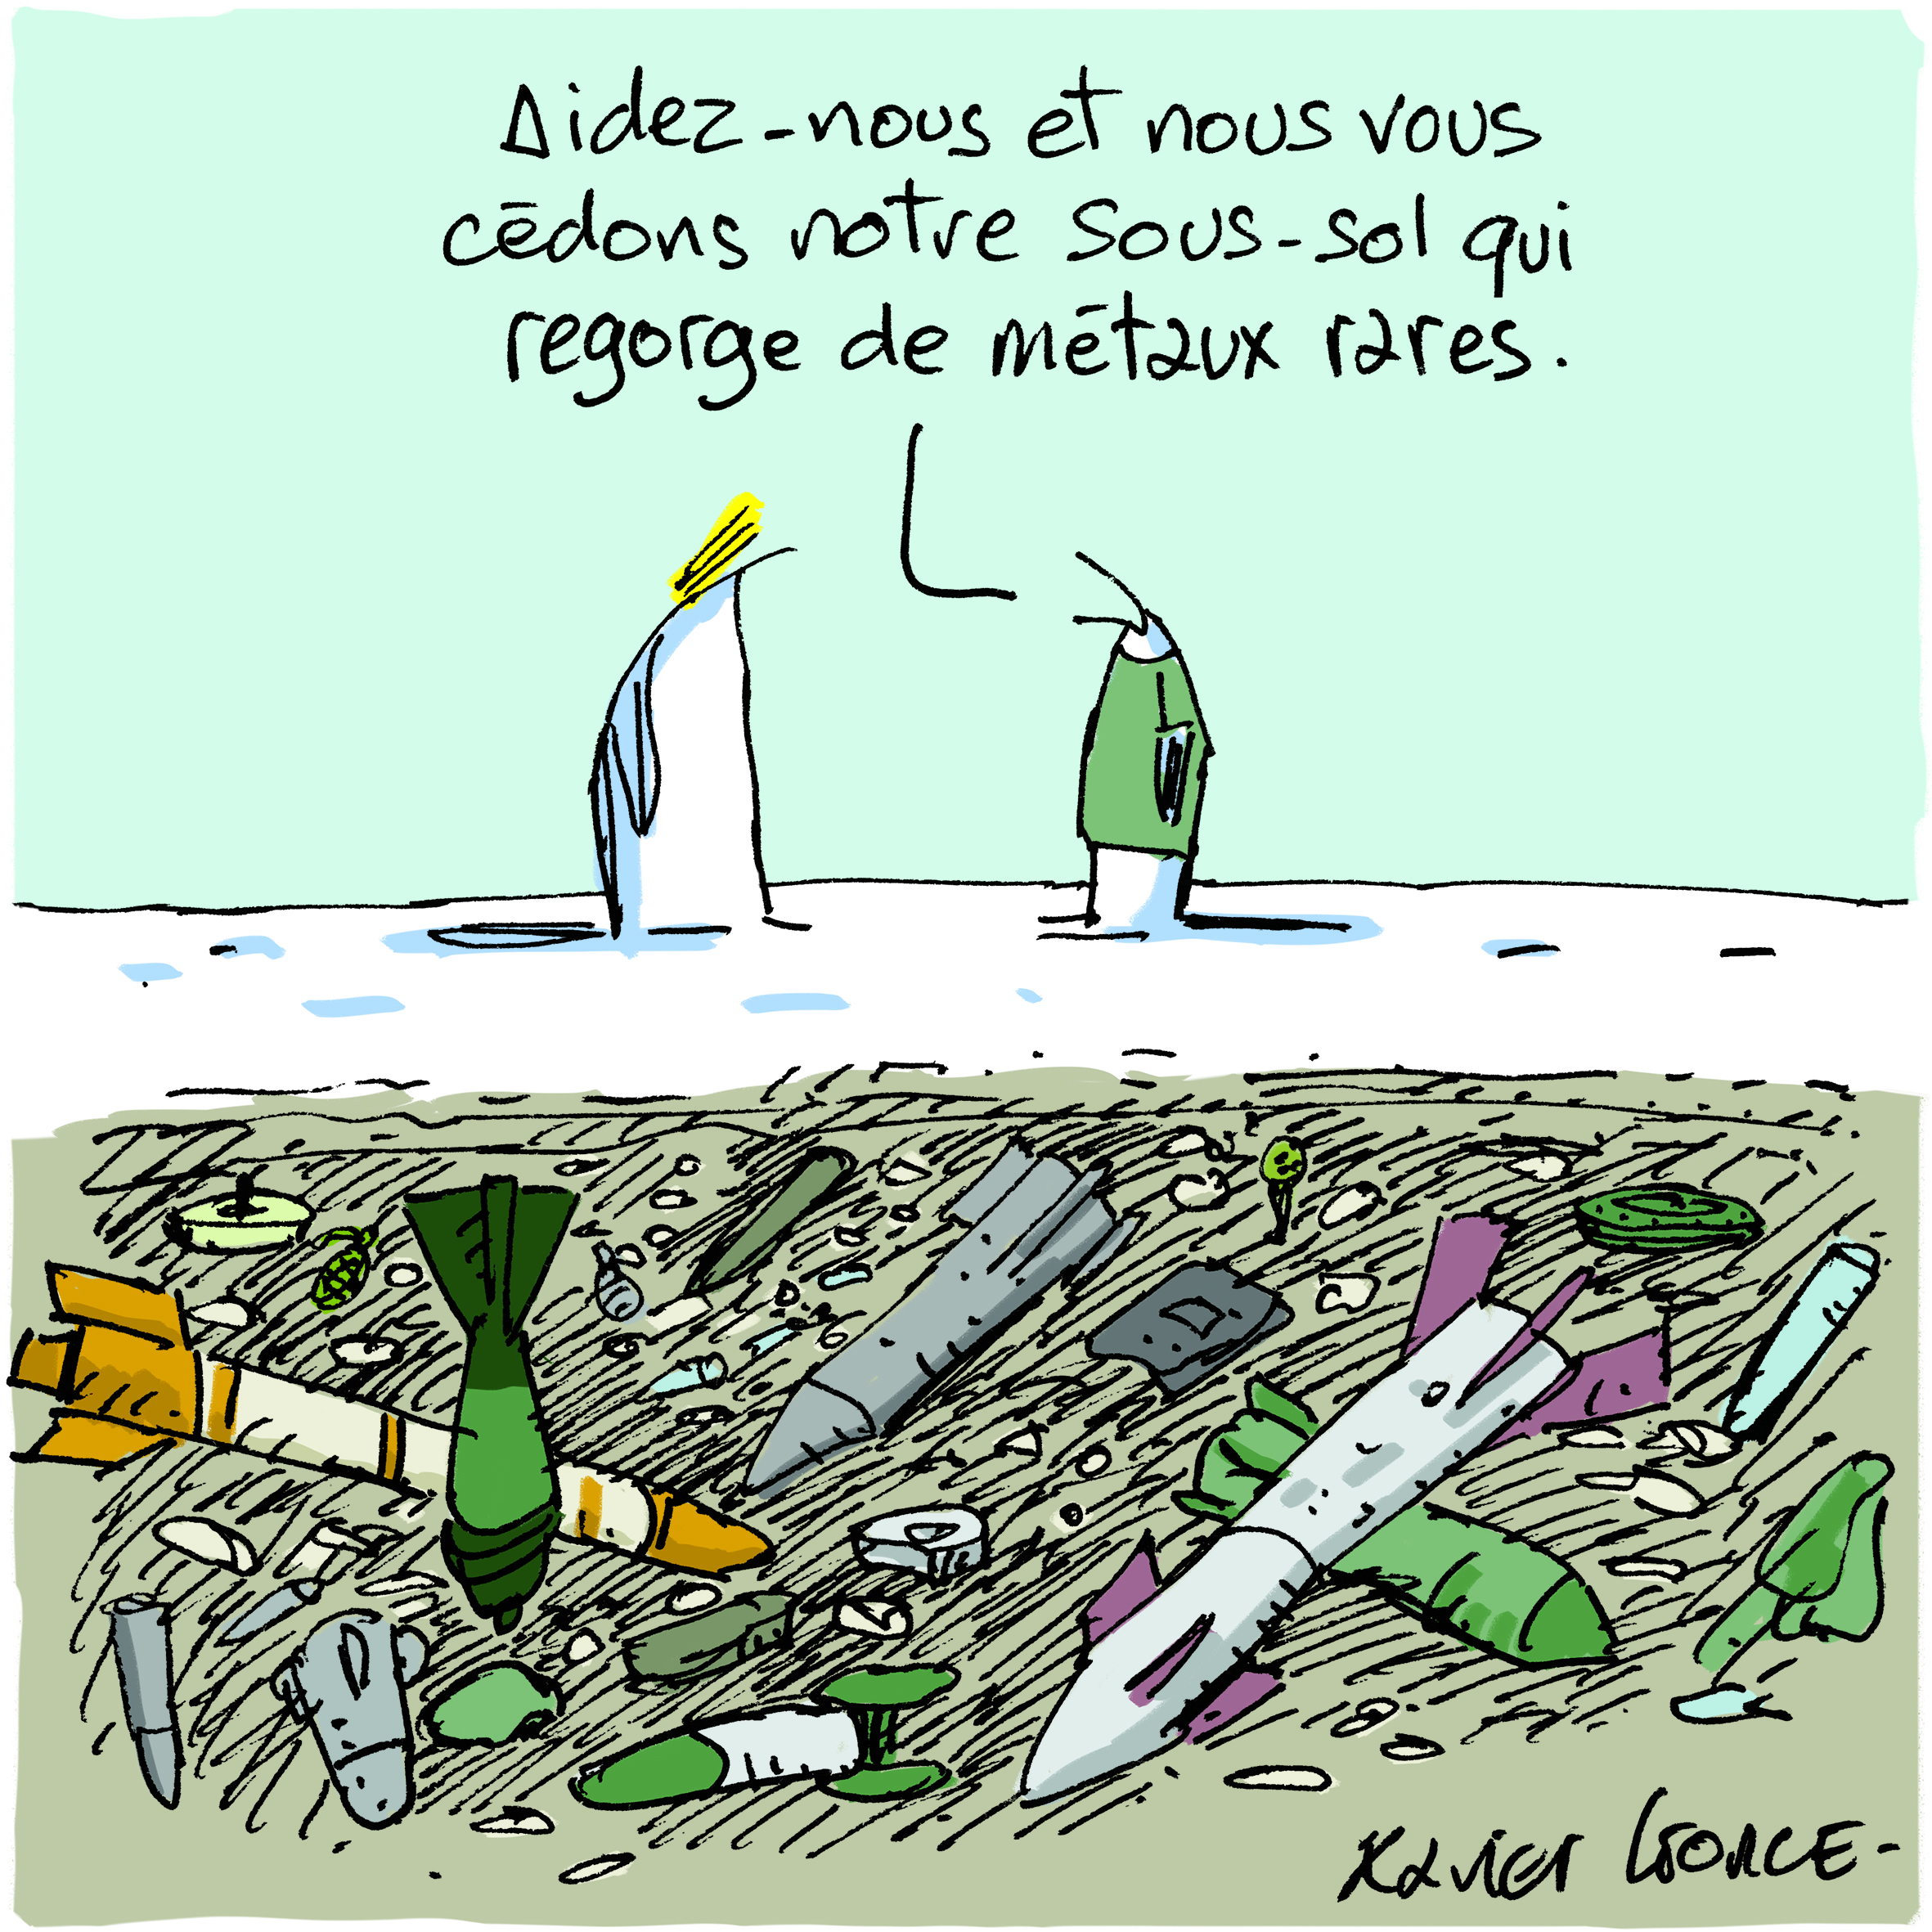 Aidez-nous et nous vous
cédons notre sous-sol qui
regorge de métaux rares.
Xavier GORCE-